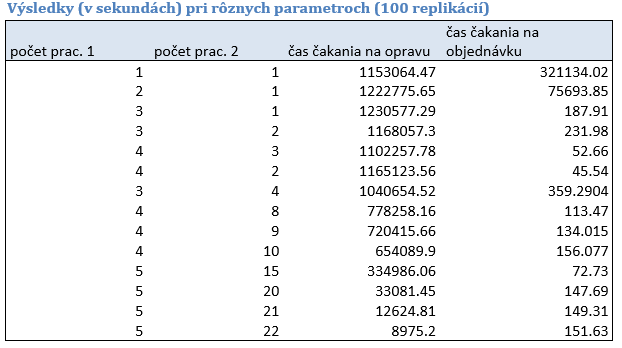 Výsledky (v sekundách) pri rôznych parametroch (100 replikácií)
počet prac. 1 počet prac. 2 čas čakania na opravu čas čakania na objednávku
1 1 1153064.47 321134.02
2 1 1222775.65 75693.85
3 1 1230577.29 187.91
3 2 1168057.3 231.98
4 3 1102257.78 52.66
4 2 1165123.56 45.54
3 4 1040654.52 359.2904
4 8 778258.16 113.47
4 9 720415.66 134.015
4 10 654089.9 156.077
5 15 334986.06 72.73
5 20 33081.45 147.69
5 21 12624.81 149.31
5 22 8975.2 151.63